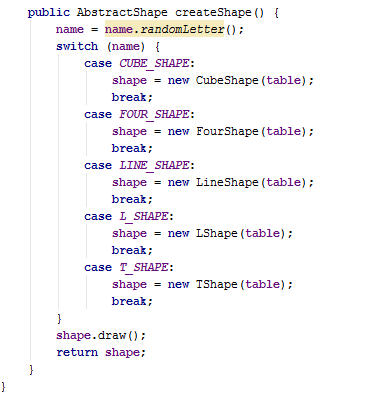 public AbstractShape createShape() {
        name = name.randomLetter();
        switch (name) {
            case CUBE_SHAPE:
                shape = new CubeShape(table);
                break;
            case FOUR_SHAPE:
                shape = new FourShape(table);
                break;
            case LINE_SHAPE:
                shape = new LineShape(table);
                break;
            case L_SHAPE:
                shape = new LShape(table);
                break;
            case T_SHAPE:
                shape = new TShape(table);
                break;
        }
        shape.draw();
        return shape;
    }
}